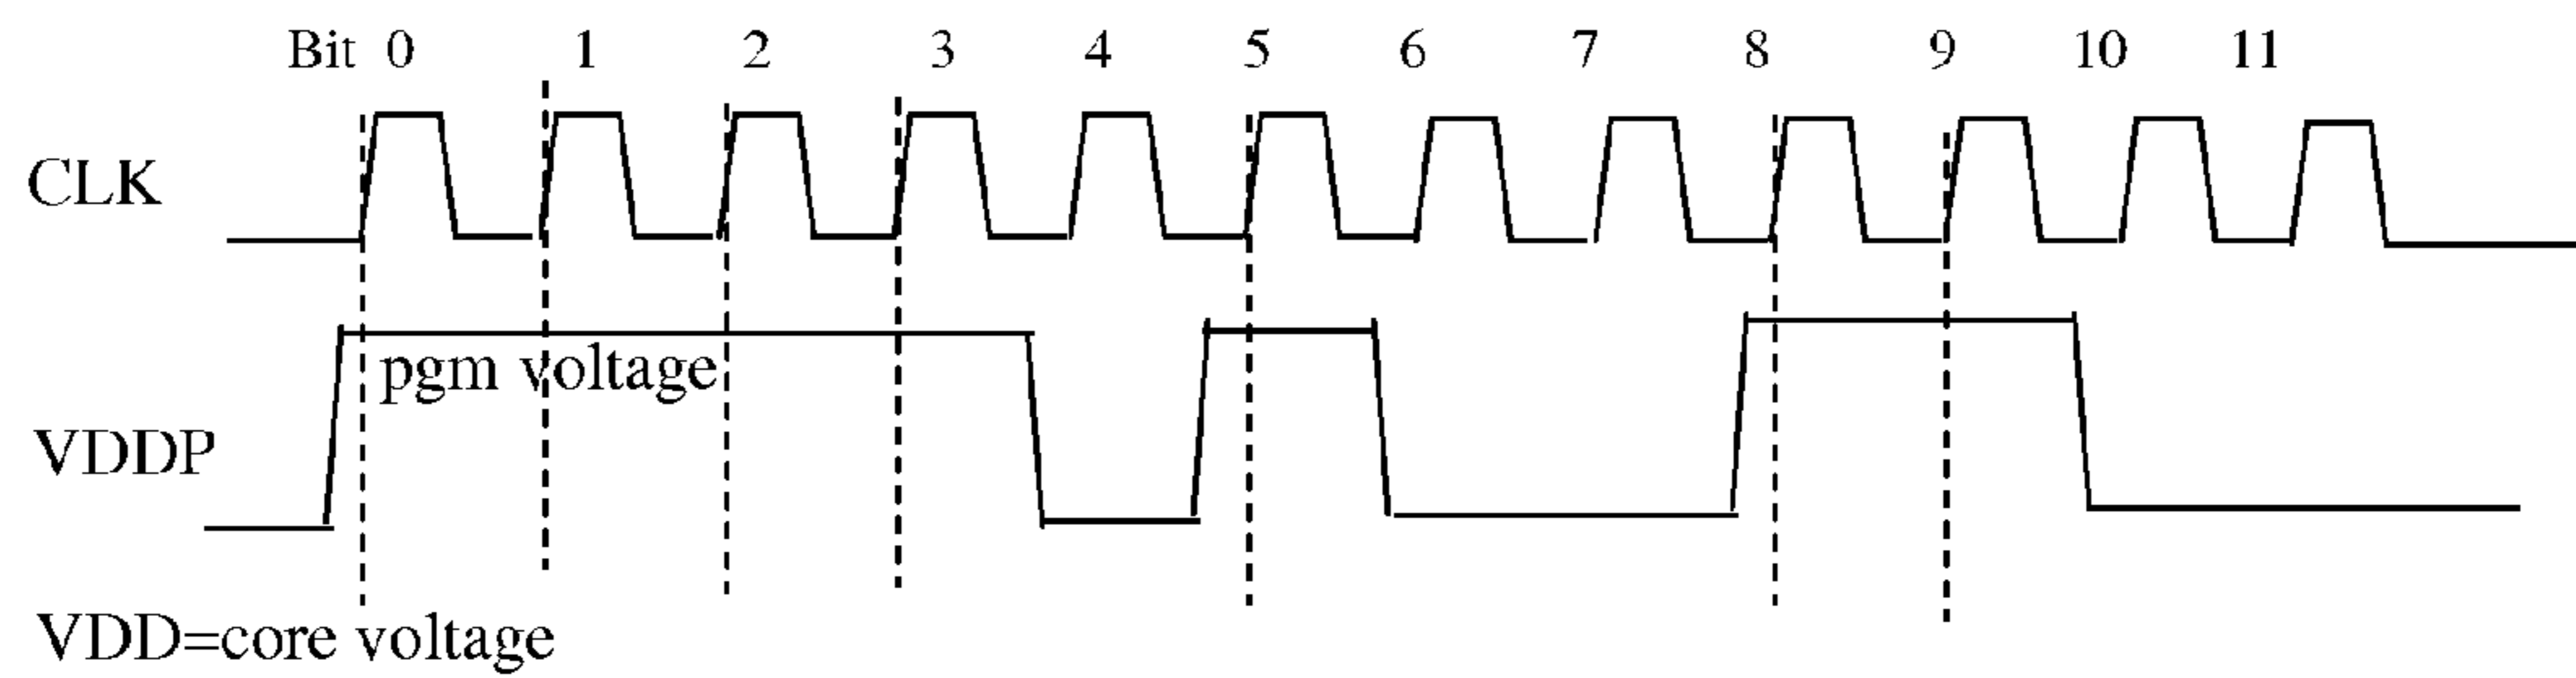 Bit 0 1 2 3 4 5 6 7 8 9 10 11
CLK
pgm voltage
VDDP
VDD=core voltage